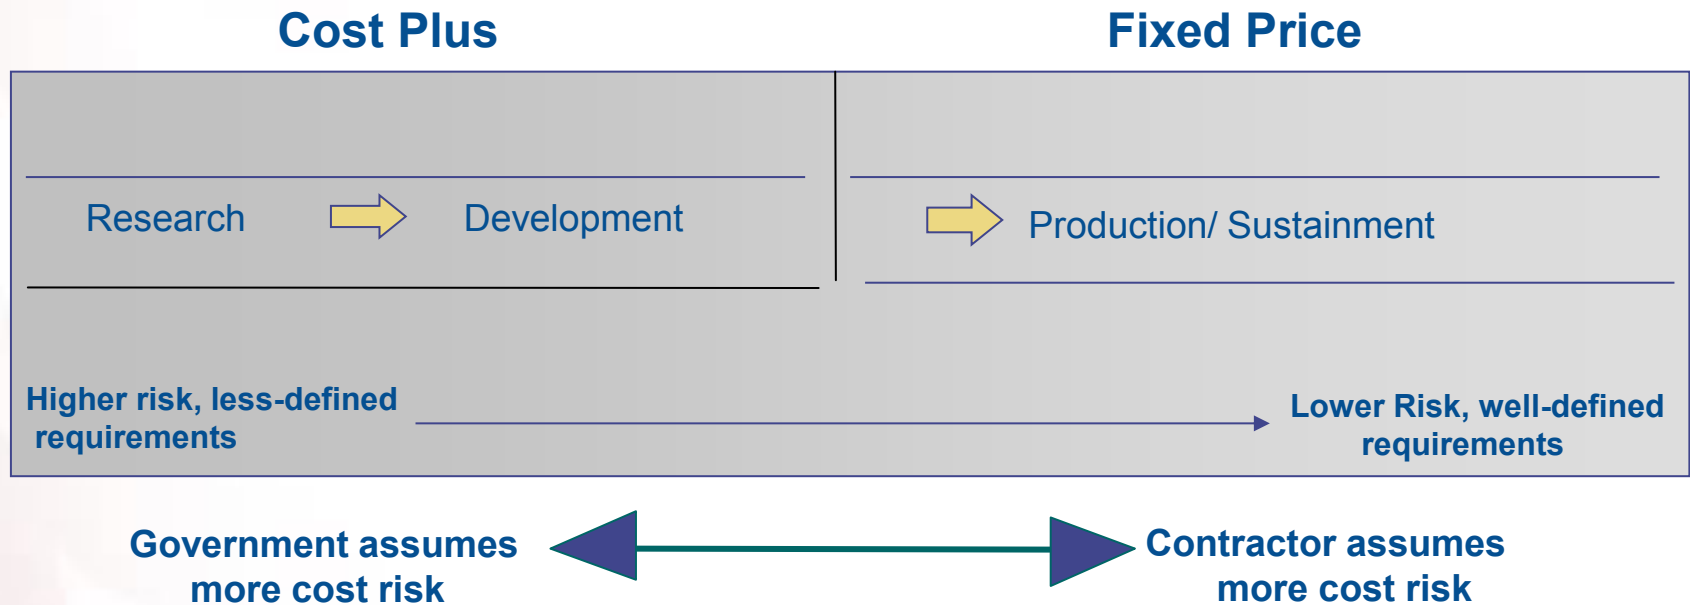 Cost Plus
Fixed Price
Research
Development
Production/ Sustainment
Higher risk, less-defined
requirements
Lower Risk, well-defined
requirements
Government assumes
more cost risk
Contractor assumes
more cost risk